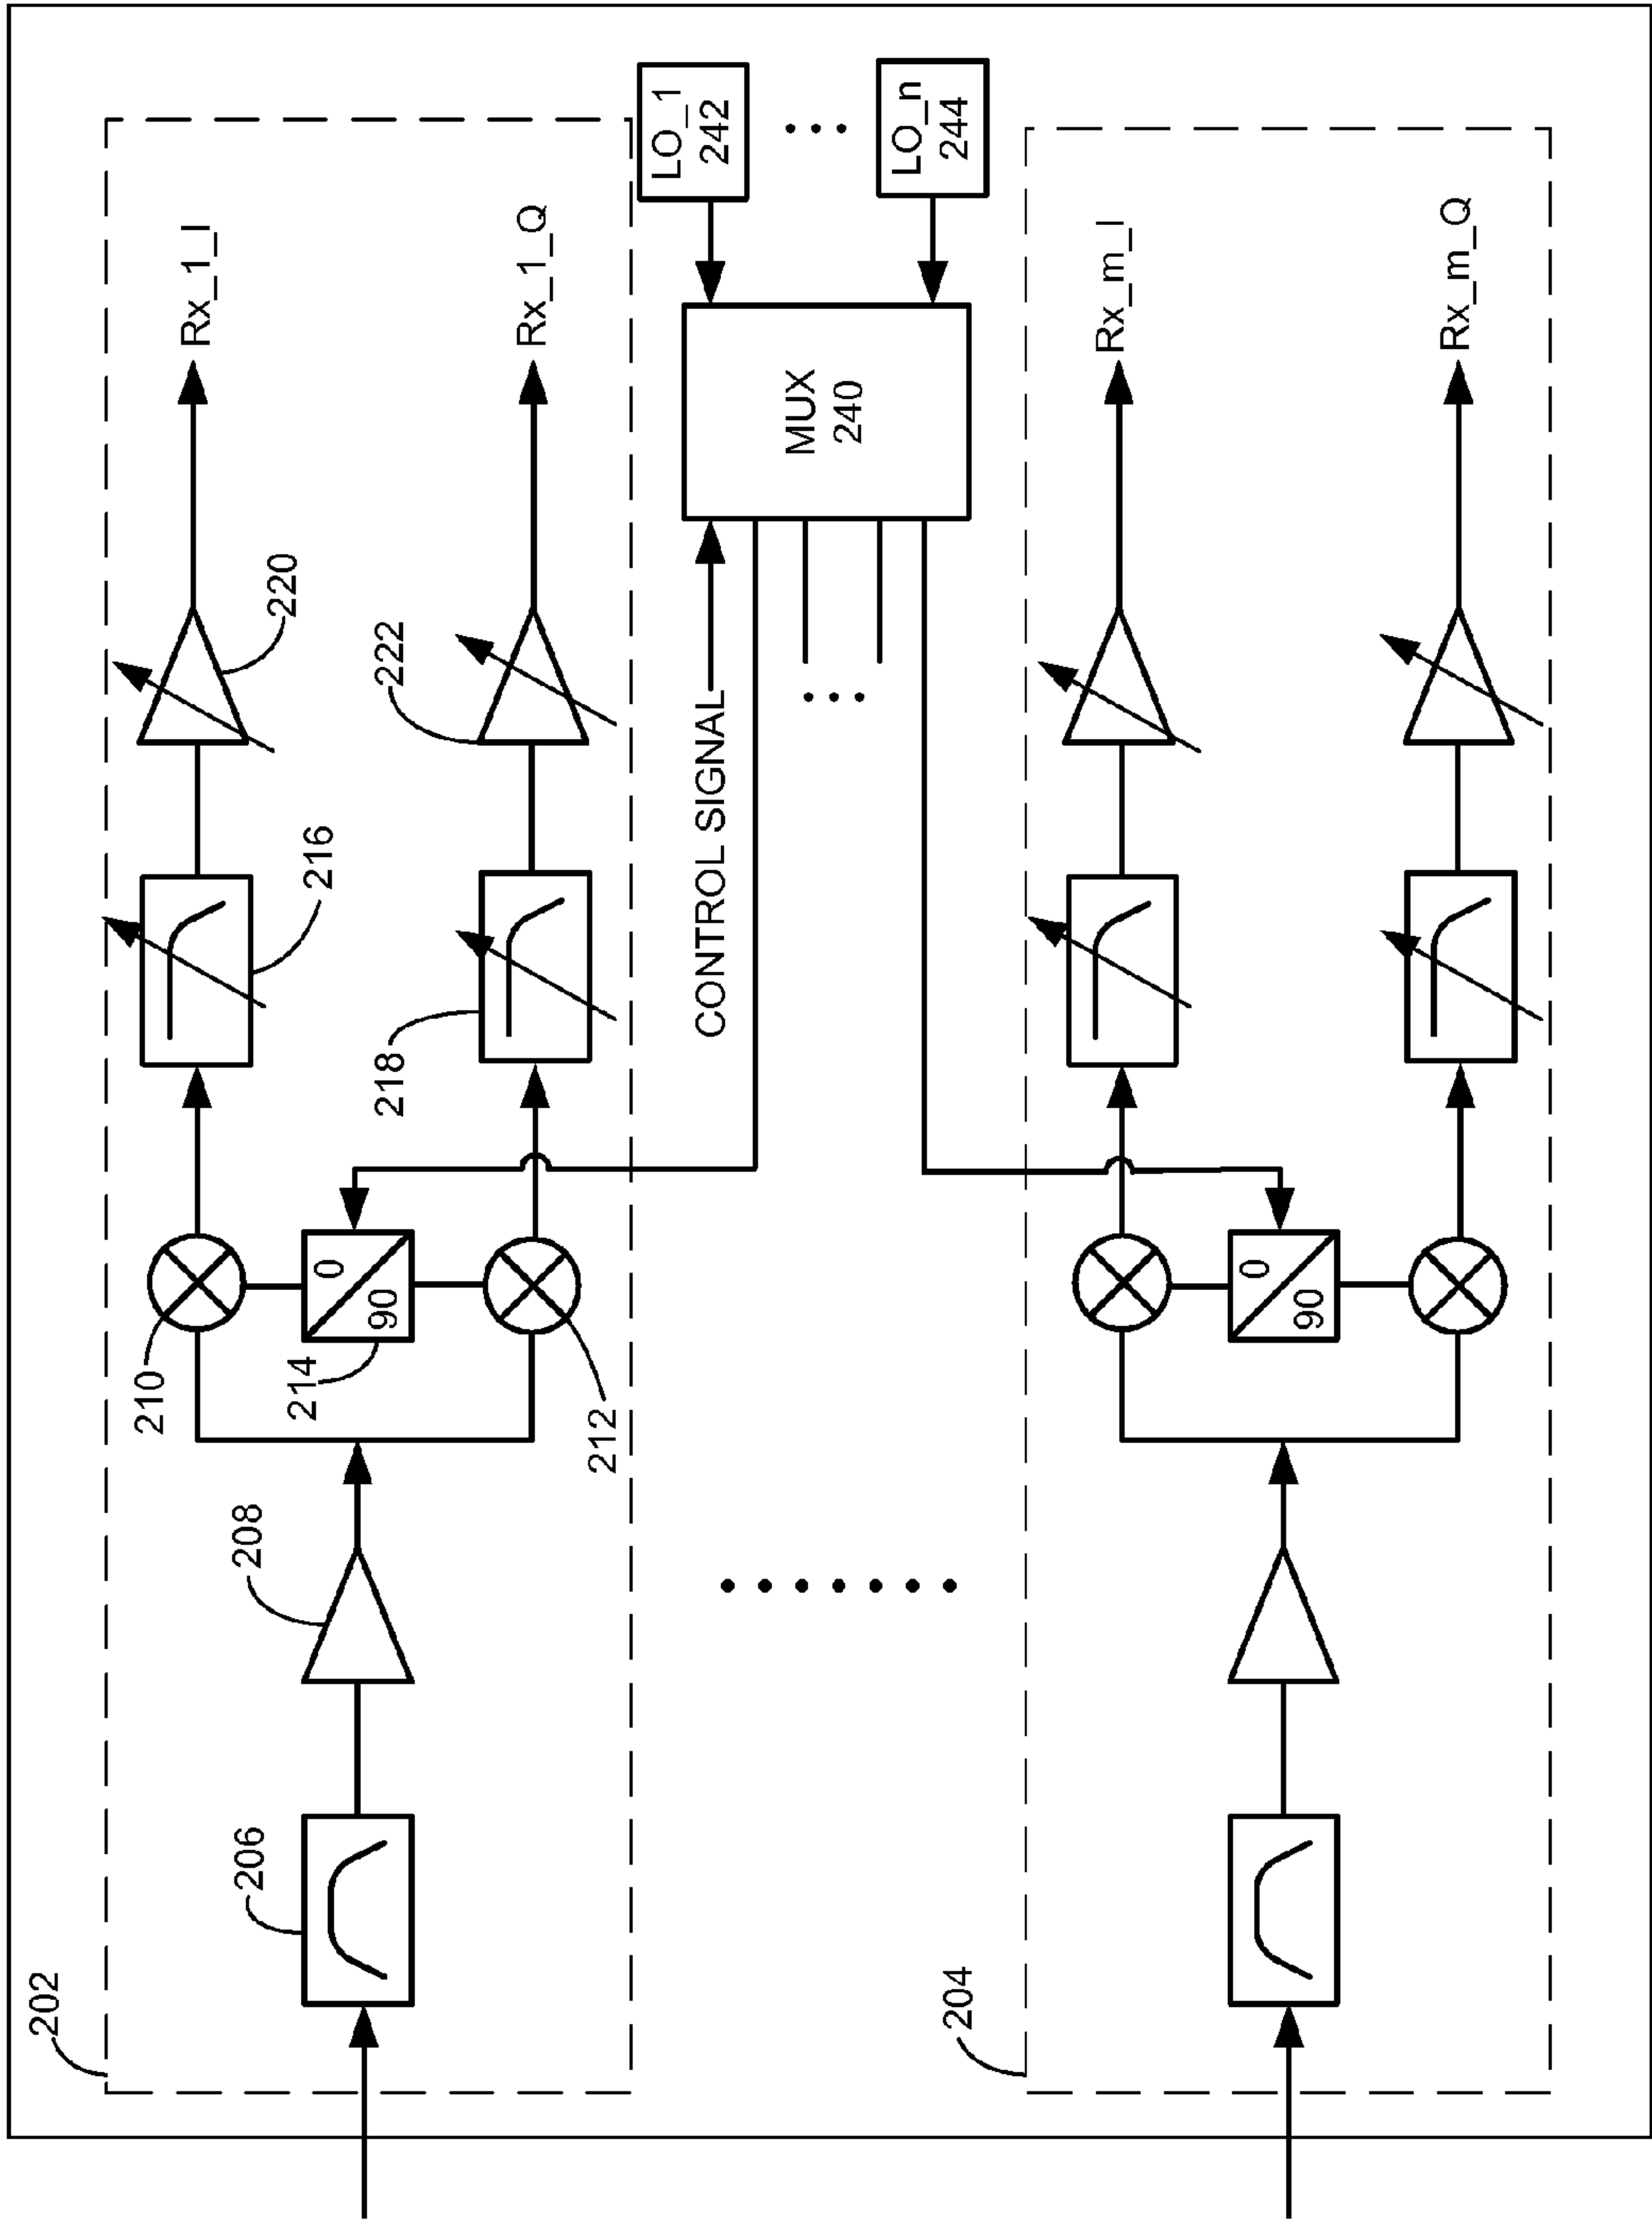 202
206
208
210
214
0
90
212
216
218
220
222
Rx_1_I
Rx_1_Q
CONTROL SIGNAL
MUX
240
LO_1
242
LO_n
244
204
0
90
Rx_m_I
Rx_m_Q